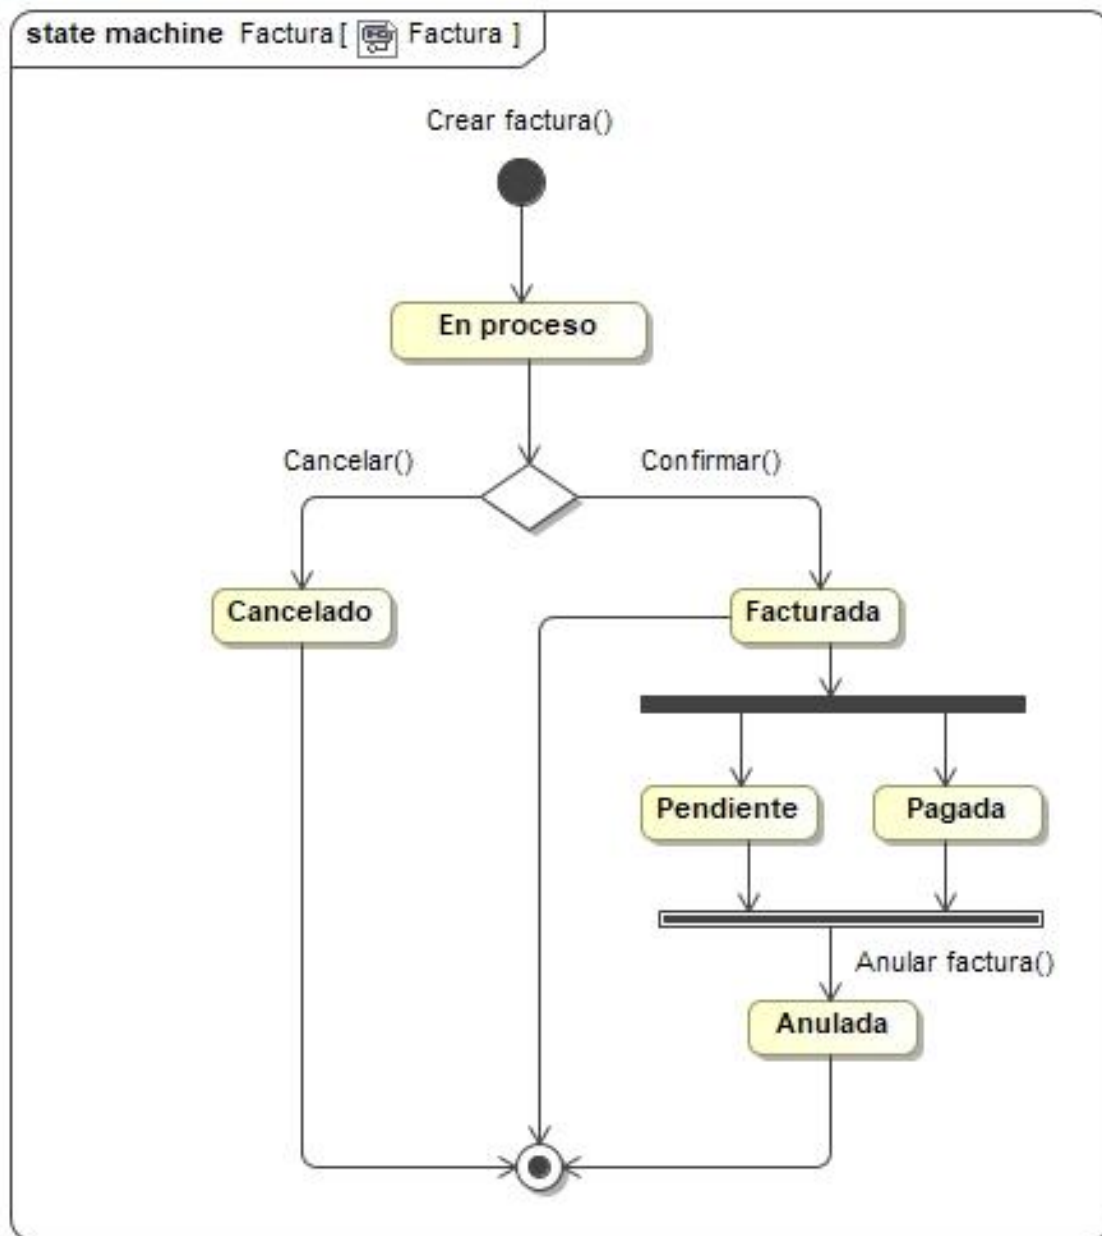 state machine Factura [ Factura ]
Crear factura()
En proceso
Cancelar() Confirmar()
Cancelado Facturada
Pendiente Pagada
Anular factura()
Anulada